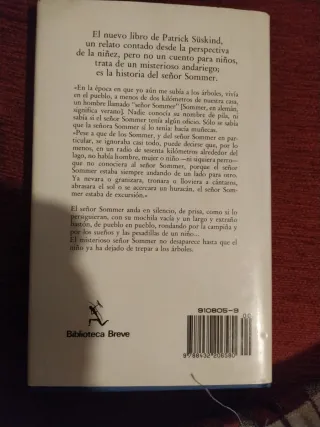 El nuevo libro de Patrick Süskind,
un relato contado desde la perspectiva
de la niñez, pero no un cuento para niños,
trata de un misterioso andariego;
es la historia del señor Sommer.
«En la época en que yo aún me subía a los árboles, vivía
en el pueblo, a menos de dos kilómetros de nuestra casa,
un hombre llamado "señor Sommer" [Sommer, en alemán,
significa verano]. Nadie conocía su nombre de pila, ni
sabía si el señor Sommer tenía algún oficio. Sólo se sabía
que la señora Sommer sí lo tenía: hacía muñecas.
»Pese a que de los Sommer, y del señor Sommer en par-
ticular, se ignoraba casi todo, puede decirse que, por lo
menos, en un radio de sesenta kilómetros alrededor del
lago, no había hombre, mujer o niño —ni siquiera perro—
que no conociera al señor Sommer, porque el señor
Sommer estaba siempre andando de un lado para otro.
Ya nevara o granizara, tronara o lloviera a cántaros,
abrasara el sol o se acercara un huracán, el señor Sommer
estaba de excursión.»
El señor Sommer anda en silencio, de prisa, como si lo
persiguieran, con su mochila vacía y un largo y extraño
bastón, de pueblo en pueblo, rondando por la campiña y
por los sueños y las pesadillas de un niño...
El misterioso señor Sommer no desaparece hasta que el
niño ya ha dejado de trepar a los árboles.
Biblioteca Breve
910805-9
00
9788432206580